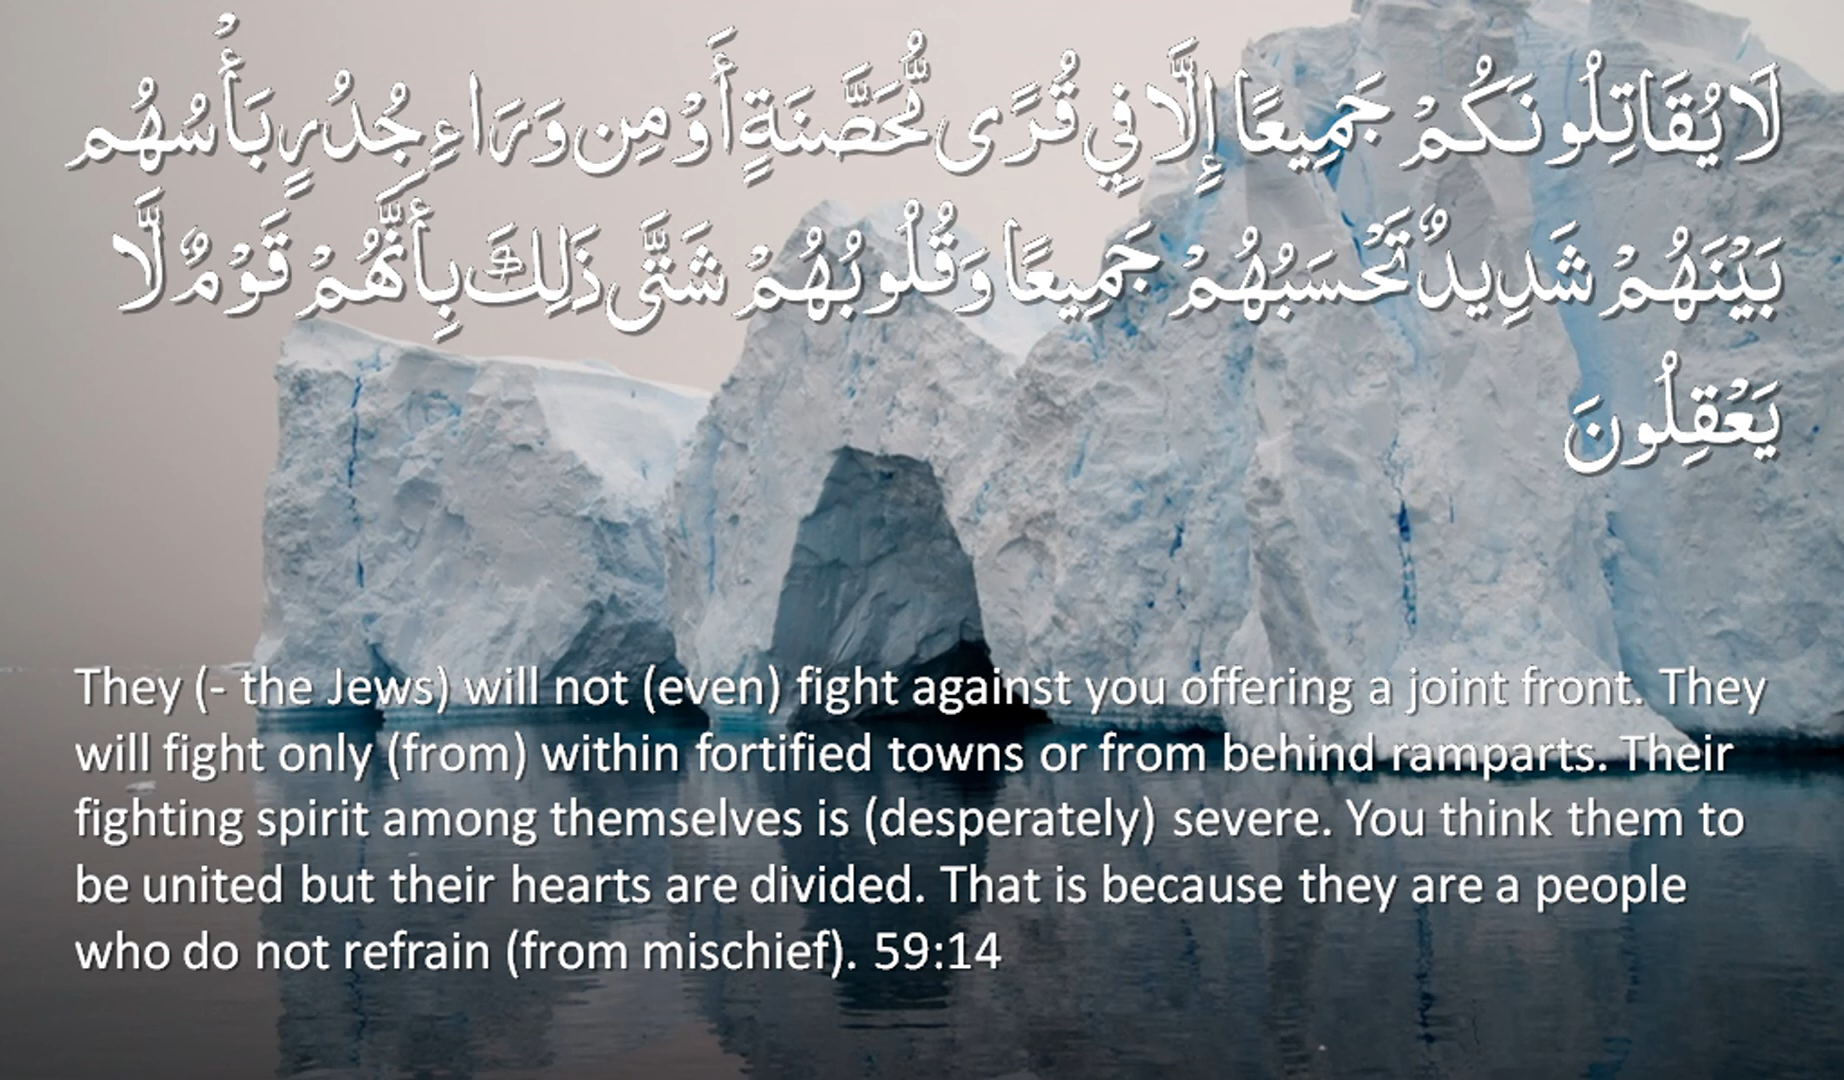 لَا يُقَاتِلُونَكُمْ جَمِيعًا إِلَّا فِي قُرًى مُّحَصَّنَةٍ أَوْ مِن وَرَاءِ جُدُرٍ بَأْسُهُم
بَيْنَهُمْ شَدِيدٌ تَحْسَبُهُمْ جَمِيعًا وَقُلُوبُهُمْ شَتَّى ذَلِكَ بِأَنَّهُمْ قَوْمٌ لَّا
يَعْقِلُونَ
They (- the Jews) will not (even) fight against you offering a joint front. They
will fight only (from) within fortified towns or from behind ramparts. Their
fighting spirit among themselves is (desperately) severe. You think them to
be united but their hearts are divided. That is because they are a people
who do not refrain (from mischief). 59:14